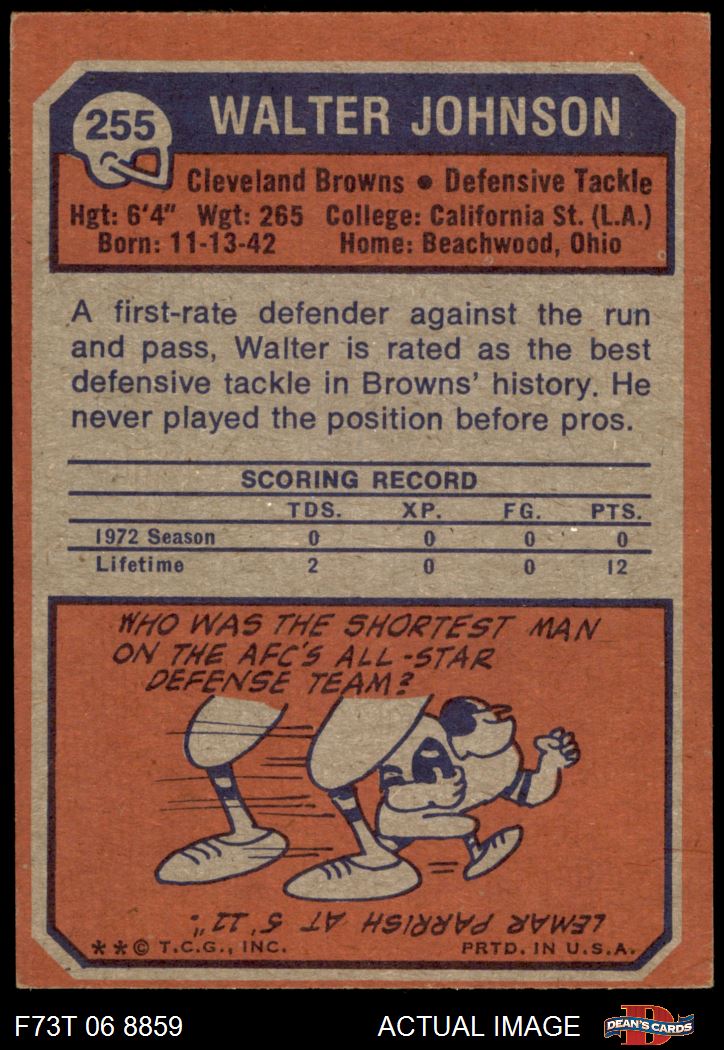 255
WALTER JOHNSON
Cleveland Browns • Defensive Tackle
Hgt: 6'4" Wgt: 265 College: California St. (L.A.)
Born: 11-13-42 Home: Beachwood, Ohio
A first-rate defender against the run
and pass, Walter is rated as the best
defensive tackle in Browns' history. He
never played the position before pros.
SCORING RECORD
TDS. XP. FG. PTS.
1972 Season 0 0 0 0
Lifetime 2 0 0 12
WHO WAS THE SHORTEST MAN
ON THE AFC'S ALL-STAR
DEFENSE TEAM?
LEMAR PARRISH AT 5'11".
**© T.C.G., INC. PRTD. IN U.S.A.
F73T 06 8859 ACTUAL IMAGE D DEAN'S CARDS